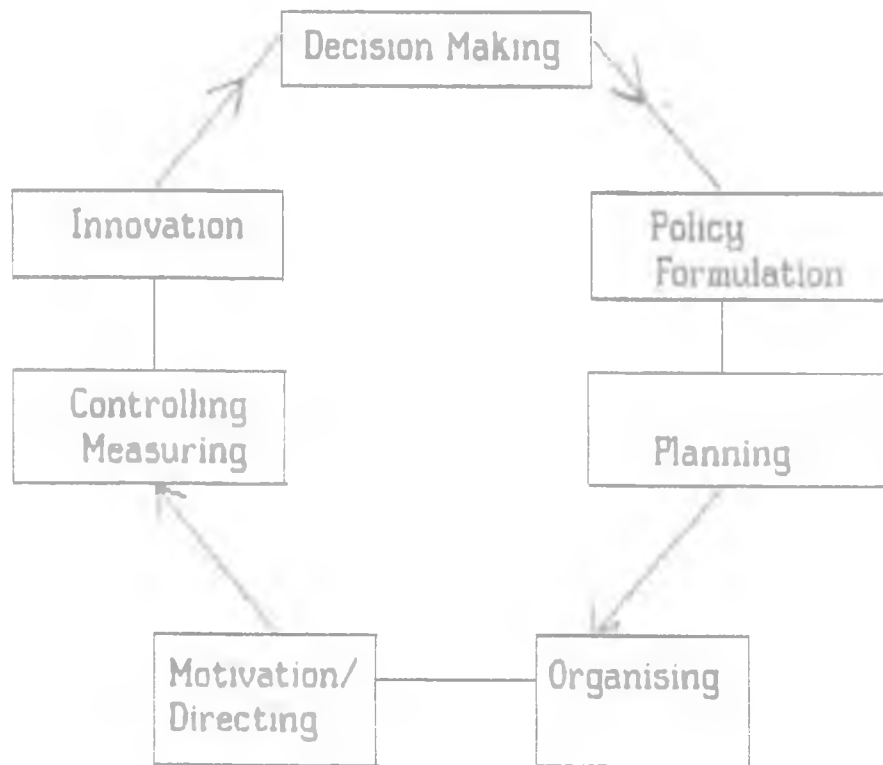 Decision Making
Innovation
Policy
Formulation
Controlling
Measuring
Planning
Motivation/
Directing
Organising